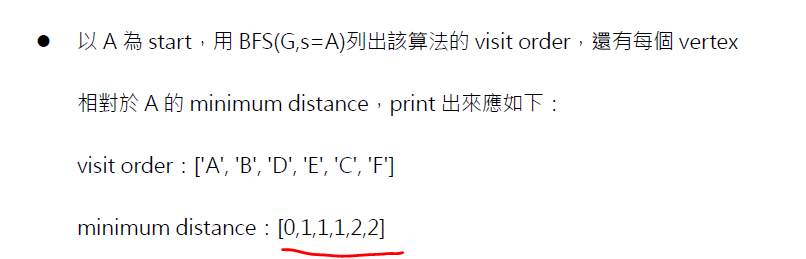 ● 以 A 為 start，用 BFS(G,s=A)列出該算法的 visit order，還有每個 vertex
相對於 A 的 minimum distance，print 出來應如下：
visit order：['A', 'B', 'D', 'E', 'C', 'F']
minimum distance：[0,1,1,1,2,2]